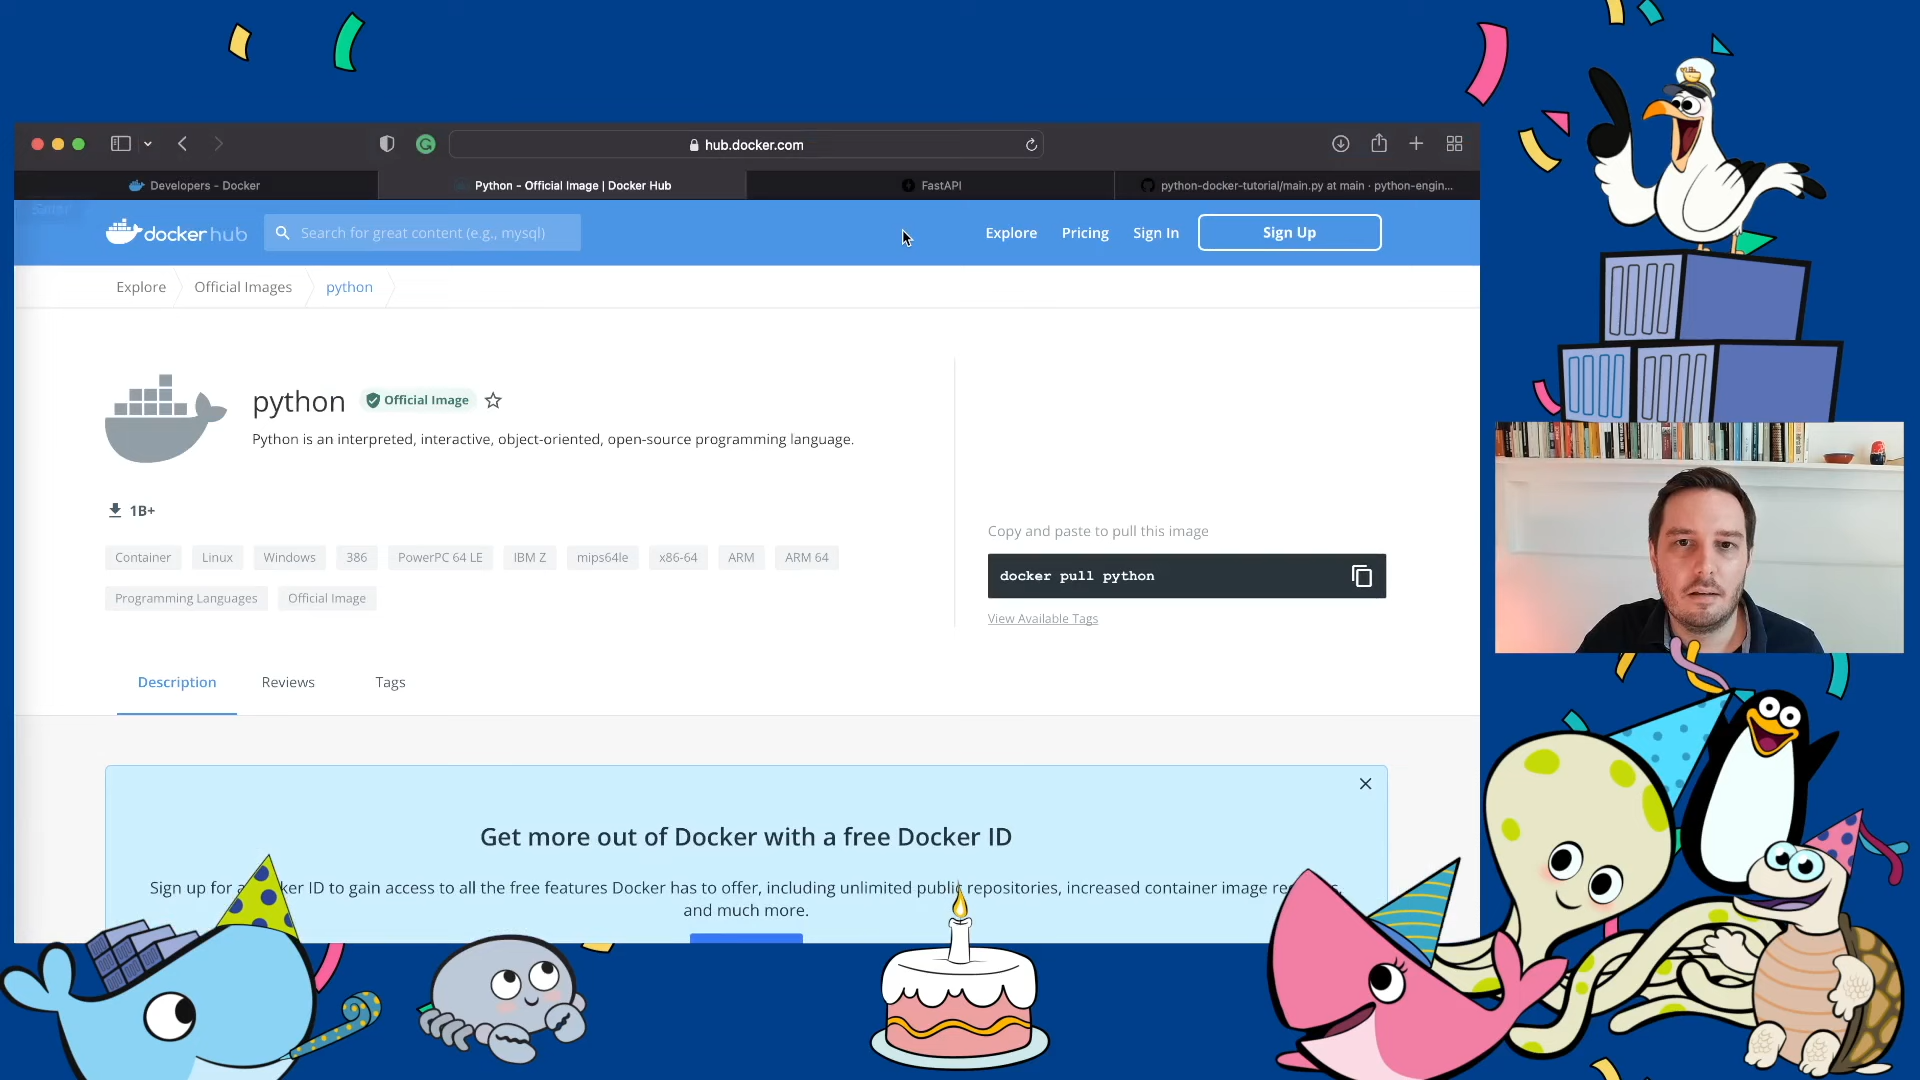 hub.docker.com
Developers - Docker
Python - Official Image | Docker Hub
FastAPI
python-docker-tutorial/main.py at main · python-engin...
docker hub
Search for great content (e.g., mysql)
Explore
Pricing
Sign In
Sign Up
Explore
Official Images
python
python
Official Image
Python is an interpreted, interactive, object-oriented, open-source programming language.
1B+
Container
Linux
Windows
386
PowerPC 64 LE
IBM Z
mips64le
x86-64
ARM
ARM 64
Programming Languages
Official Image
Copy and paste to pull this image
docker pull python
View Available Tags
Description
Reviews
Tags
Get more out of Docker with a free Docker ID
Sign up for a ker ID to gain access to all the free features Docker has to offer, including unlimited public repositories, increased container image re s,
and much more.